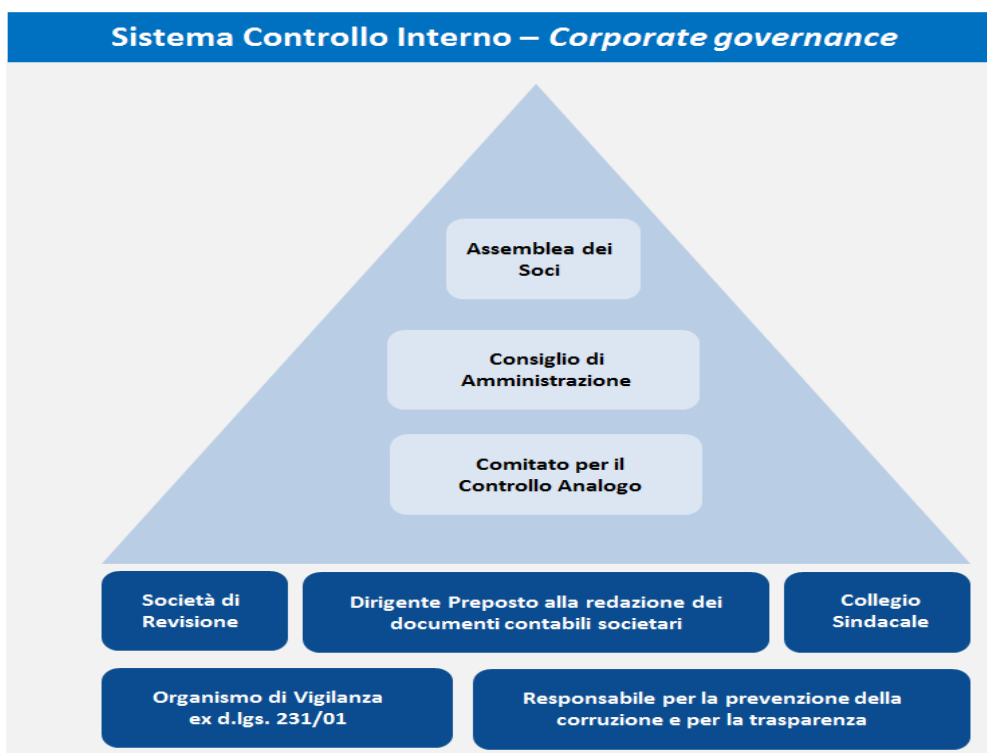 Sistema Controllo Interno – Corporate governance
Assemblea dei
Soci
Consiglio di
Amministrazione
Comitato per il
Controllo Analogo
Società di
Revisione
Dirigente Preposto alla redazione dei
documenti contabili societari
Collegio
Sindacale
Organismo di Vigilanza
ex d.lgs. 231/01
Responsabile per la prevenzione della
corruzione e per la trasparenza